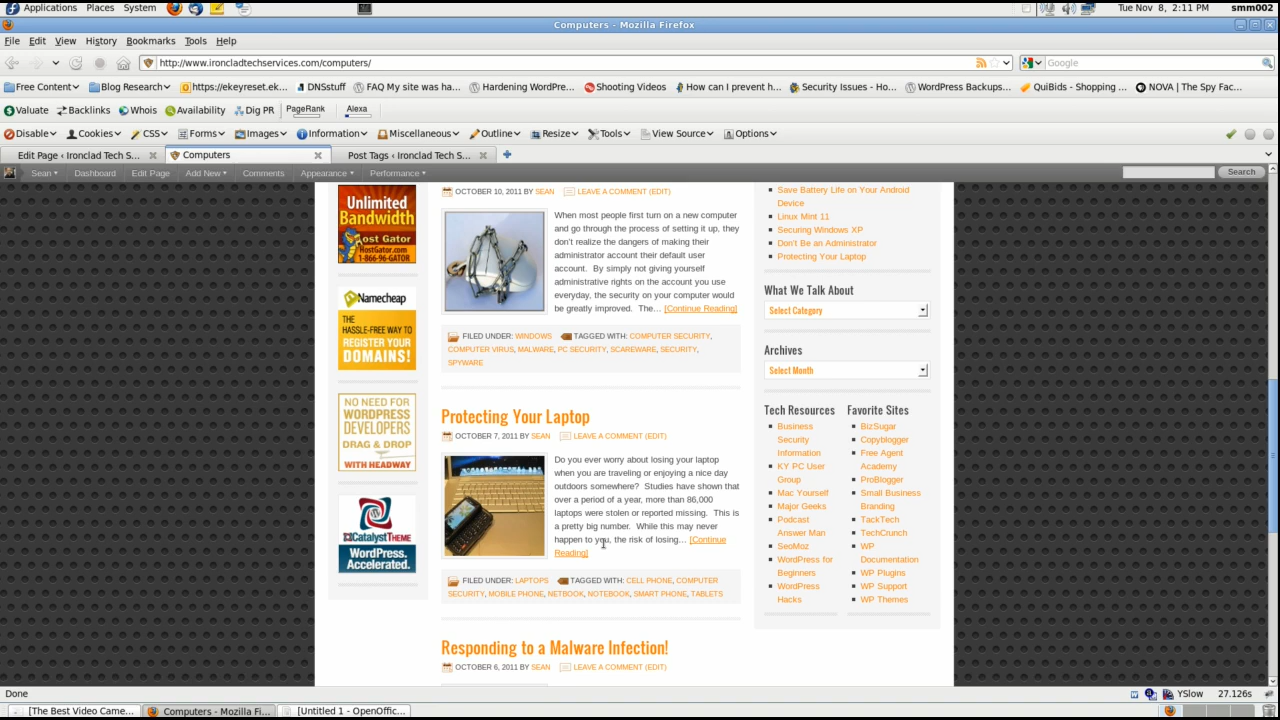 Applications Places System
Tue Nov 8, 2:11 PM smm002
Computers - Mozilla Firefox
File Edit View History Bookmarks Tools Help
http://www.ironcladtechservices.com/computers/
Google
Free Content Blog Research https://ekeyreset.ek... DNSstuff FAQ My site was ha... Hardening WordPre... Shooting Videos How can I prevent h... Security Issues - Ho... WordPress Backups... QuiBids - Shopping ... NOVA | The Spy Fac...
Valuate Backlinks Whois Availability Dig PR PageRank Alexa
Disable Cookies CSS Forms Images Information Miscellaneous Outline Resize Tools View Source Options
Edit Page ‹ Ironclad Tech S... Computers Post Tags ‹ Ironclad Tech S...
Sean Dashboard Edit Page Add New Comments Appearance Performance Search
Unlimited
Bandwidth
Host Gator
HostGator.com
1-866-96-GATOR
Namecheap
THE
HASSLE-FREE WAY TO
REGISTER YOUR
DOMAINS!
NO NEED FOR
WORDPRESS
DEVELOPERS
DRAG & DROP
WITH HEADWAY
CATALYSTTHEME
WORDPRESS.
ACCELERATED.
OCTOBER 10, 2011 BY SEAN LEAVE A COMMENT (EDIT)
When most people first turn on a new computer
and go through the process of setting it up, they
don't realize the dangers of making their
administrator account their default user
account. By simply not giving yourself
administrative rights on the account you use
everyday, the security on your computer would
be greatly improved. The... [Continue Reading]
FILED UNDER: WINDOWS TAGGED WITH: COMPUTER SECURITY,
COMPUTER VIRUS, MALWARE, PC SECURITY, SCAREWARE, SECURITY,
SPYWARE
Protecting Your Laptop
OCTOBER 7, 2011 BY SEAN LEAVE A COMMENT (EDIT)
Do you ever worry about losing your laptop
when you are traveling or enjoying a nice day
outdoors somewhere? Studies have shown that
over a period of a year, more than 86,000
laptops were stolen or reported missing. This is
a pretty big number. While this may never
happen to you, the risk of losing... [Continue
Reading]
FILED UNDER: LAPTOPS TAGGED WITH: CELL PHONE, COMPUTER
SECURITY, MOBILE PHONE, NETBOOK, NOTEBOOK, SMART PHONE, TABLETS
Responding to a Malware Infection!
OCTOBER 6, 2011 BY SEAN LEAVE A COMMENT (EDIT)
Save Battery Life on Your Android
Device
Linux Mint 11
Securing Windows XP
Don't Be an Administrator
Protecting Your Laptop
What We Talk About
Select Category
Archives
Select Month
Tech Resources
Business
Security
Information
KY PC User
Group
Mac Yourself
Major Geeks
Podcast
Answer Man
SeoMoz
WordPress for
Beginners
WordPress
Hacks
Favorite Sites
BizSugar
Copyblogger
Free Agent
Academy
ProBlogger
Small Business
Branding
TackTech
TechCrunch
WP
Documentation
WP Plugins
WP Support
WP Themes
Done
YSlow 27.126s
[The Best Video Came... Computers - Mozilla Fi... [Untitled 1 - OpenOffic...